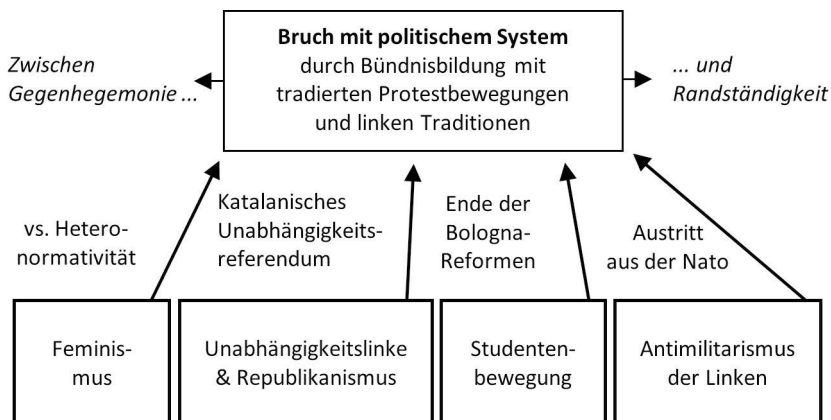 Bruch mit politischem System
durch Bündnisbildung mit
tradierten Protestbewegungen
und linken Traditionen
Zwischen
Gegenhegemonie ...
... und
Randständigkeit
vs. Hetero-
normativität
Katalanisches
Unabhängigkeits-
referendum
Ende der
Bologna-
Reformen
Austritt
aus der Nato
Feminis-
mus
Unabhängigkeitslinke
& Republikanismus
Studenten-
bewegung
Antimilitarismus
der Linken